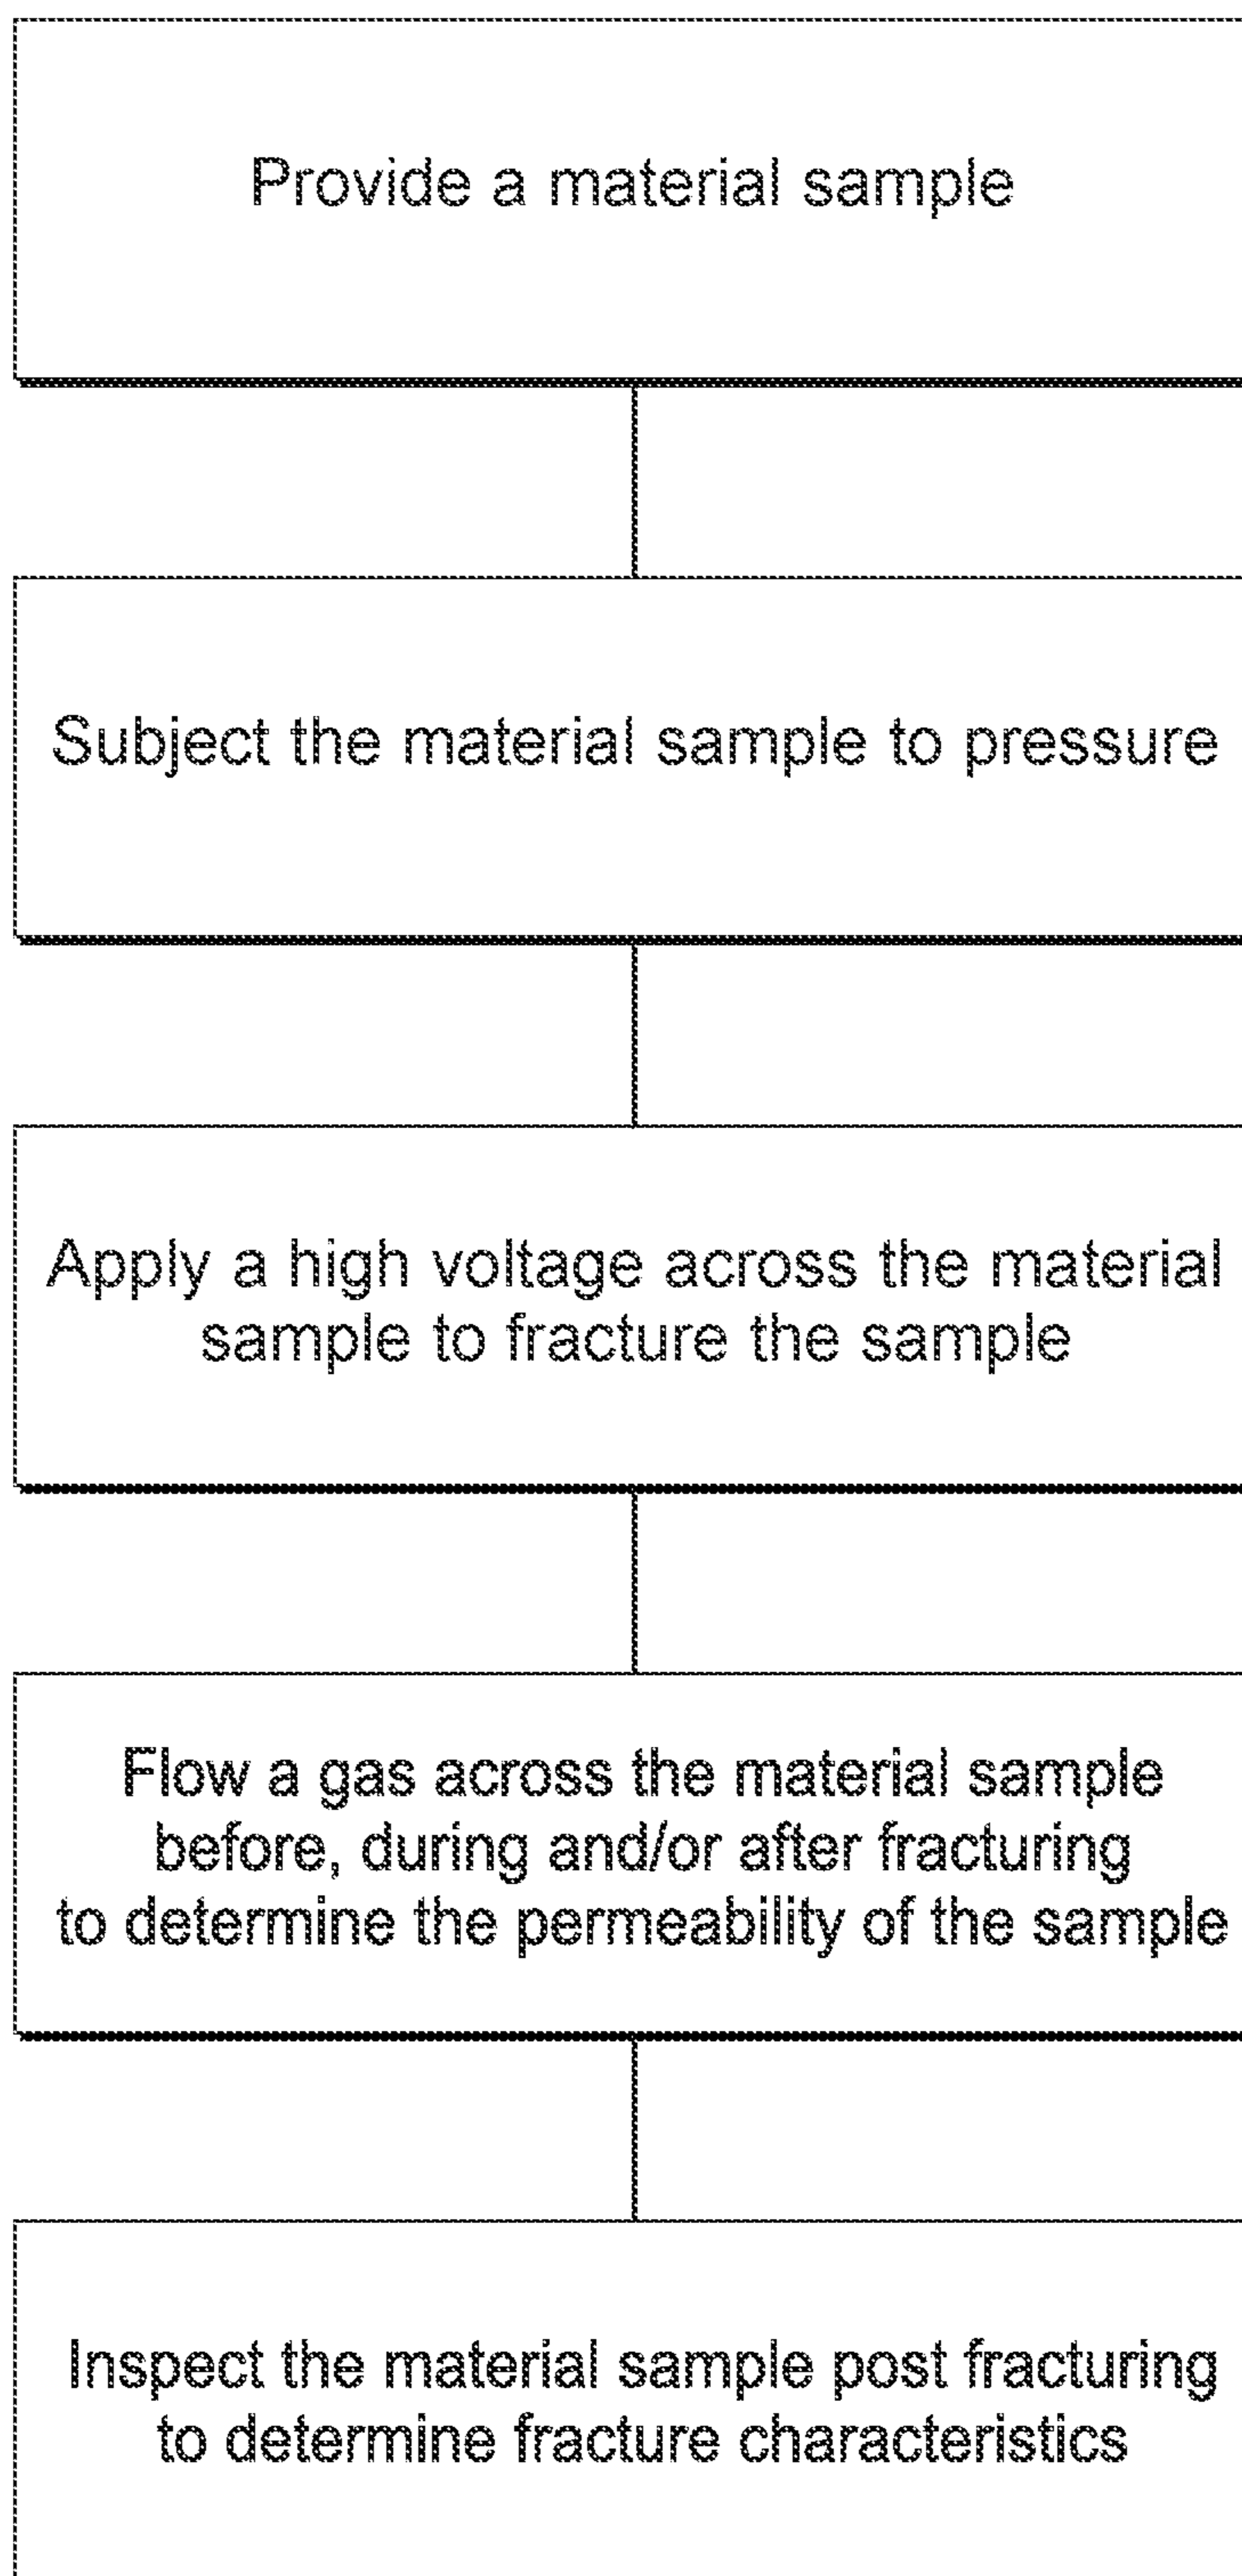 Provide a material sample
Subject the material sample to pressure
Apply a high voltage across the material
sample to fracture the sample
Flow a gas across the material sample
before, during and/or after fracturing
to determine the permeability of the sample
Inspect the material sample post fracturing
to determine fracture characteristics